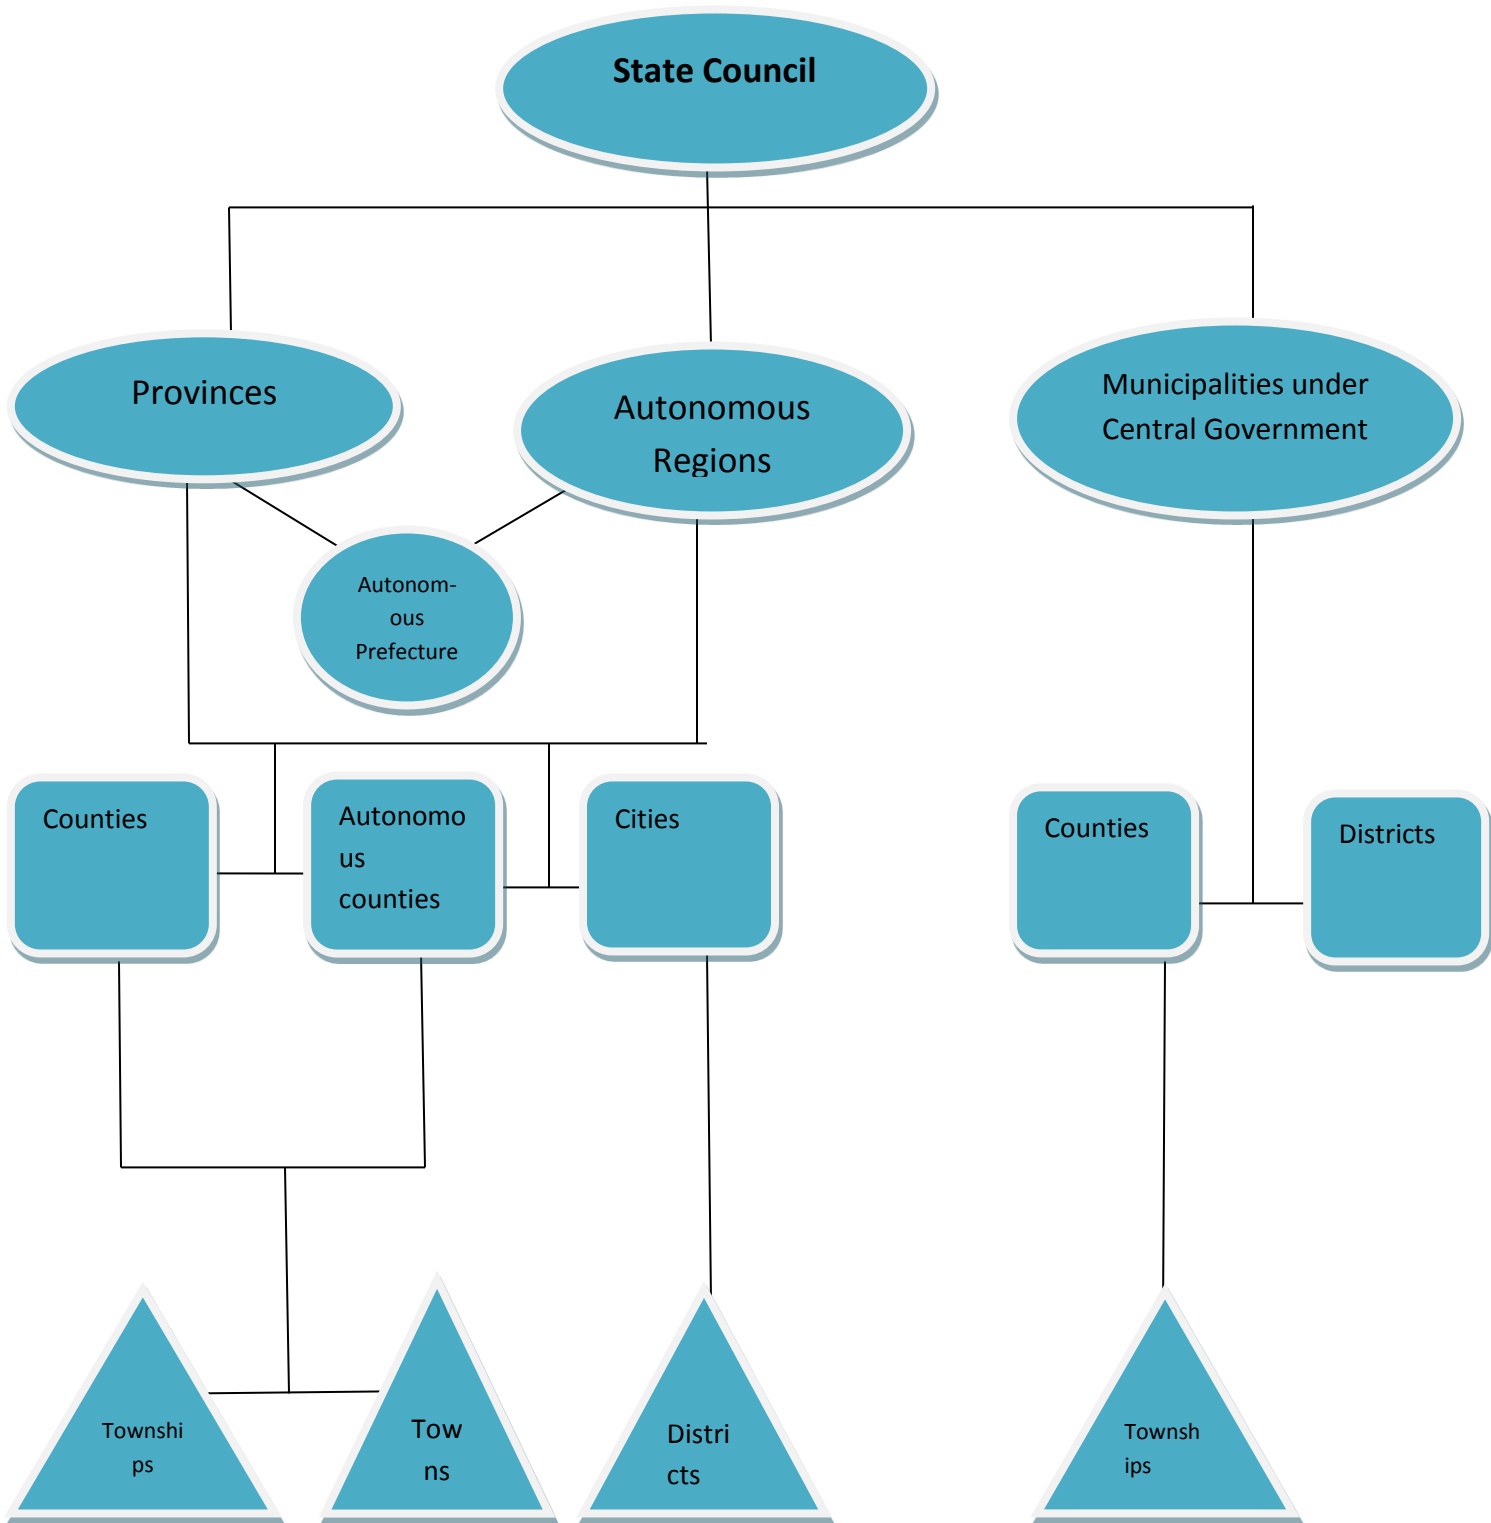 State Council
Provinces
Autonomous
Regions
Municipalities under
Central Government
Autonom-
ous
Prefecture
Counties
Autonomo
us
counties
Cities
Counties
Districts
Townshi
ps
Tow
ns
Distri
cts
Townsh
ips